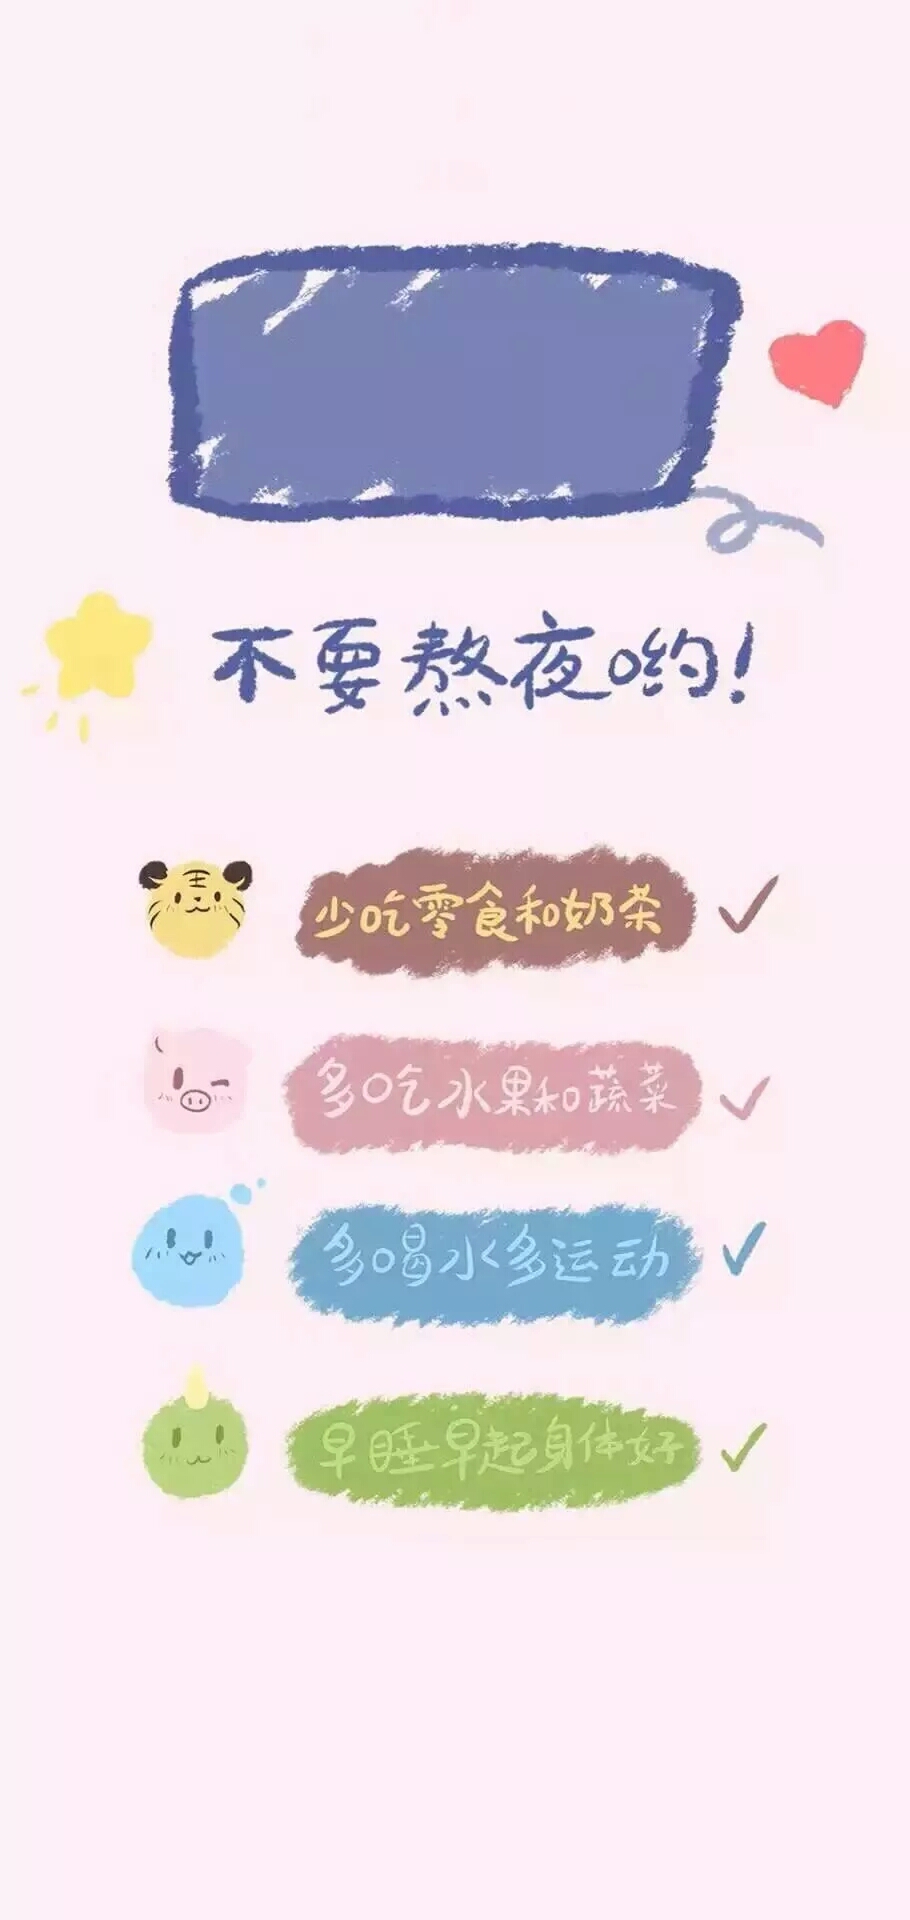 不要熬夜哟!
少吃零食和奶茶
多吃水果和蔬菜
多喝水多运动
早睡早起身体好